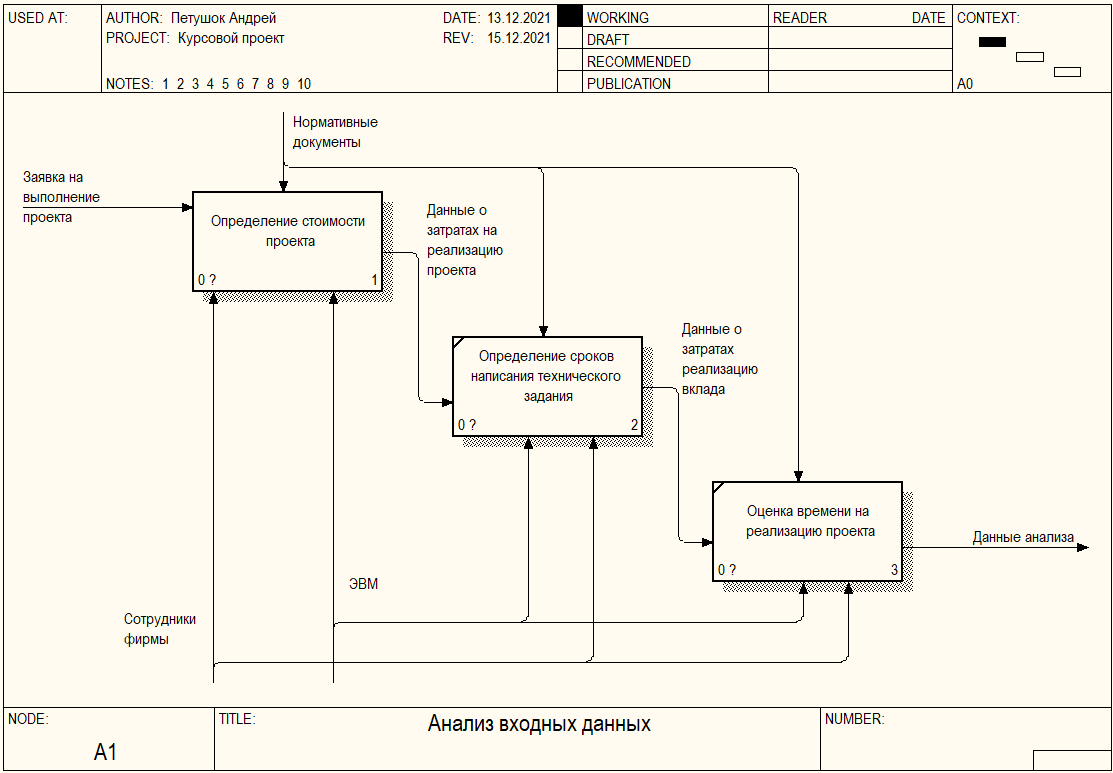 USED AT:
AUTHOR: Петушок Андрей
DATE: 13.12.2021
PROJECT: Курсовой проект
REV: 15.12.2021
NOTES: 1 2 3 4 5 6 7 8 9 10
WORKING
DRAFT
RECOMMENDED
PUBLICATION
READER
DATE
CONTEXT:
A0
Нормативные
документы
Заявка на
выполнение
проекта
Определение стоимости
проекта
0 ?
1
Данные о
затратах на
реализацию
проекта
Определение сроков
написания технического
задания
0 ?
2
Данные о
затратах
реализацию
вклада
Оценка времени на
реализацию проекта
0 ?
3
Данные анализа
ЭВМ
Сотрудники
фирмы
NODE:
A1
TITLE:
Анализ входных данных
NUMBER: